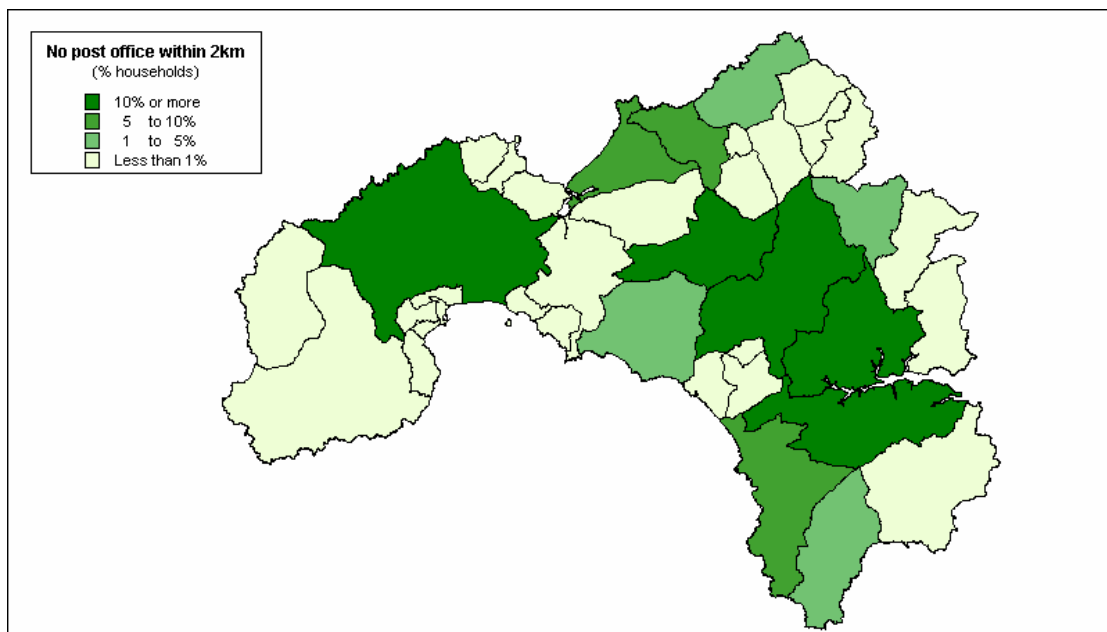 No post office within 2km
(% households)
10% or more
5 to 10%
1 to 5%
Less than 1%